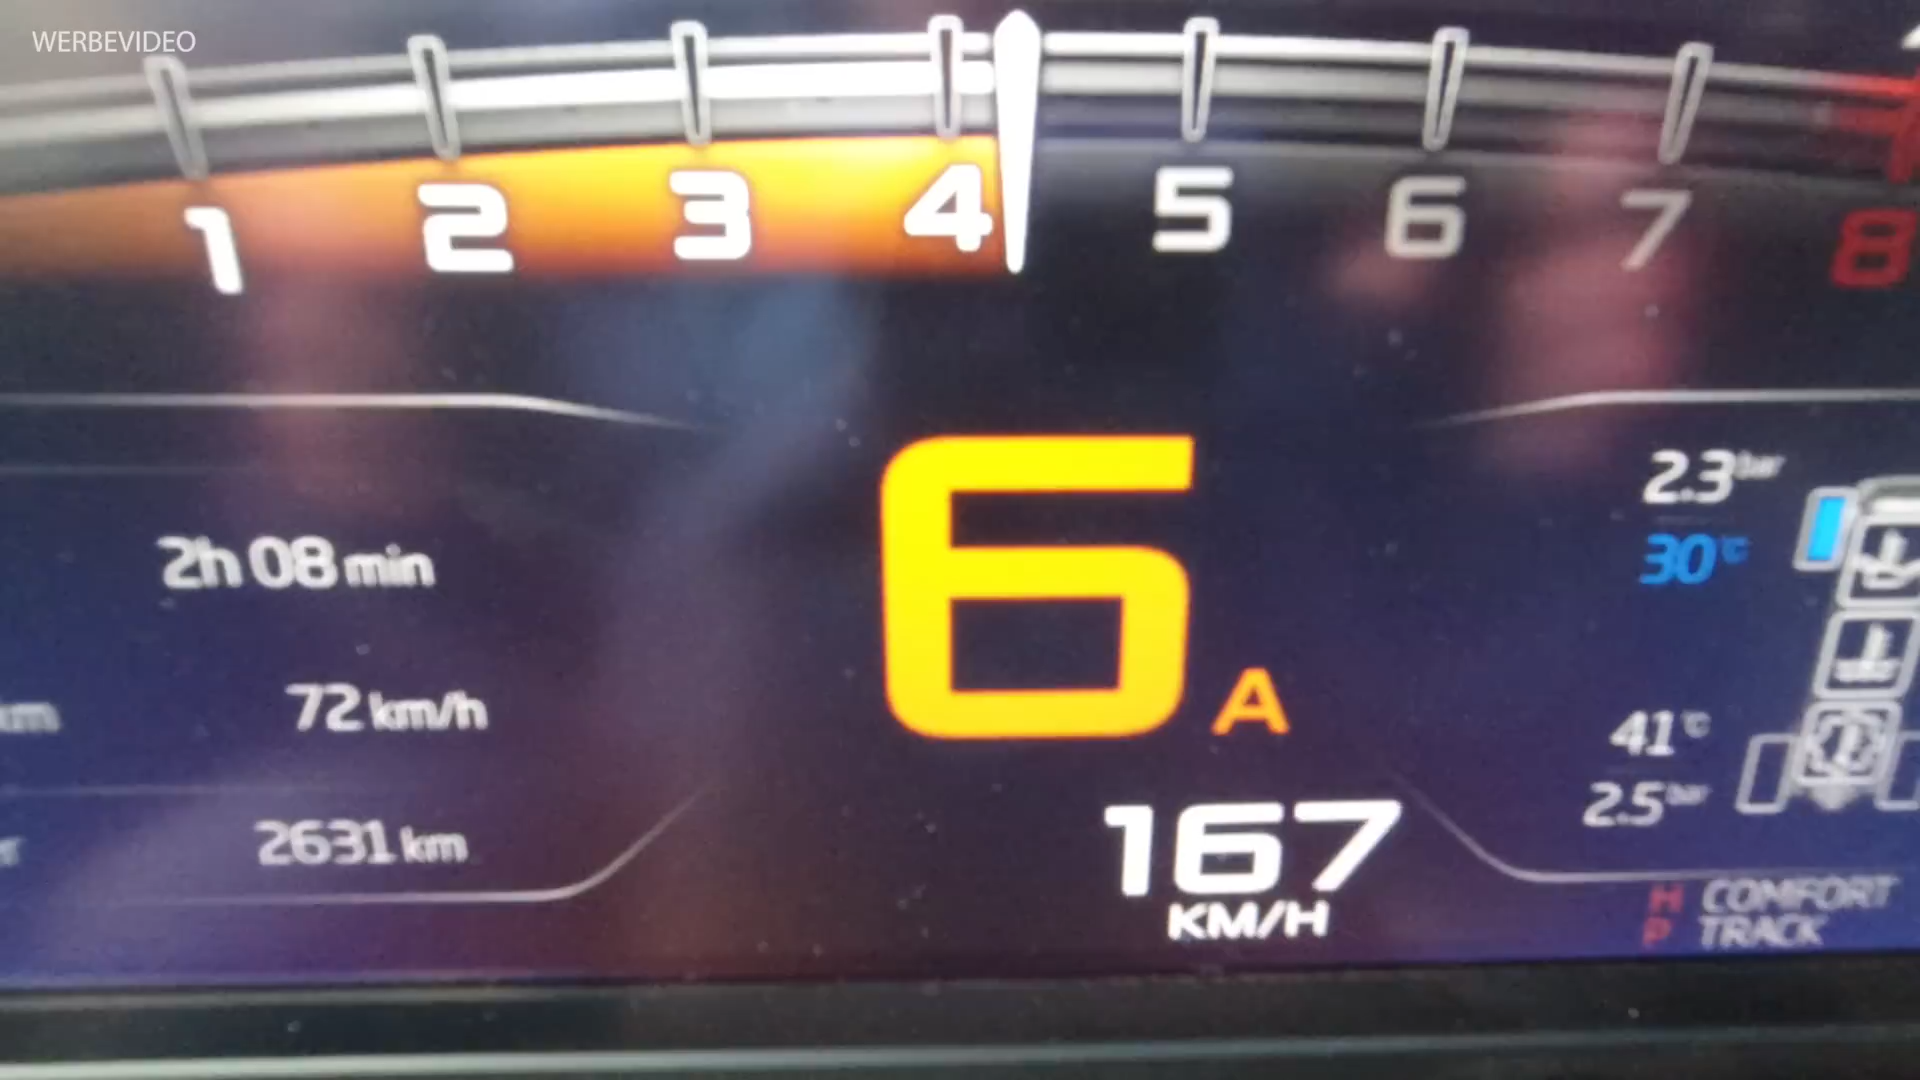 WERBEVIDEO
1 2 3 4 5 6 7 8
6 A
2.3 bar
30 °C
2h 08 min
km 72 km/h
41 °C
2.5 bar
2631 km
167
KM/H
H COMFORT
P TRACK